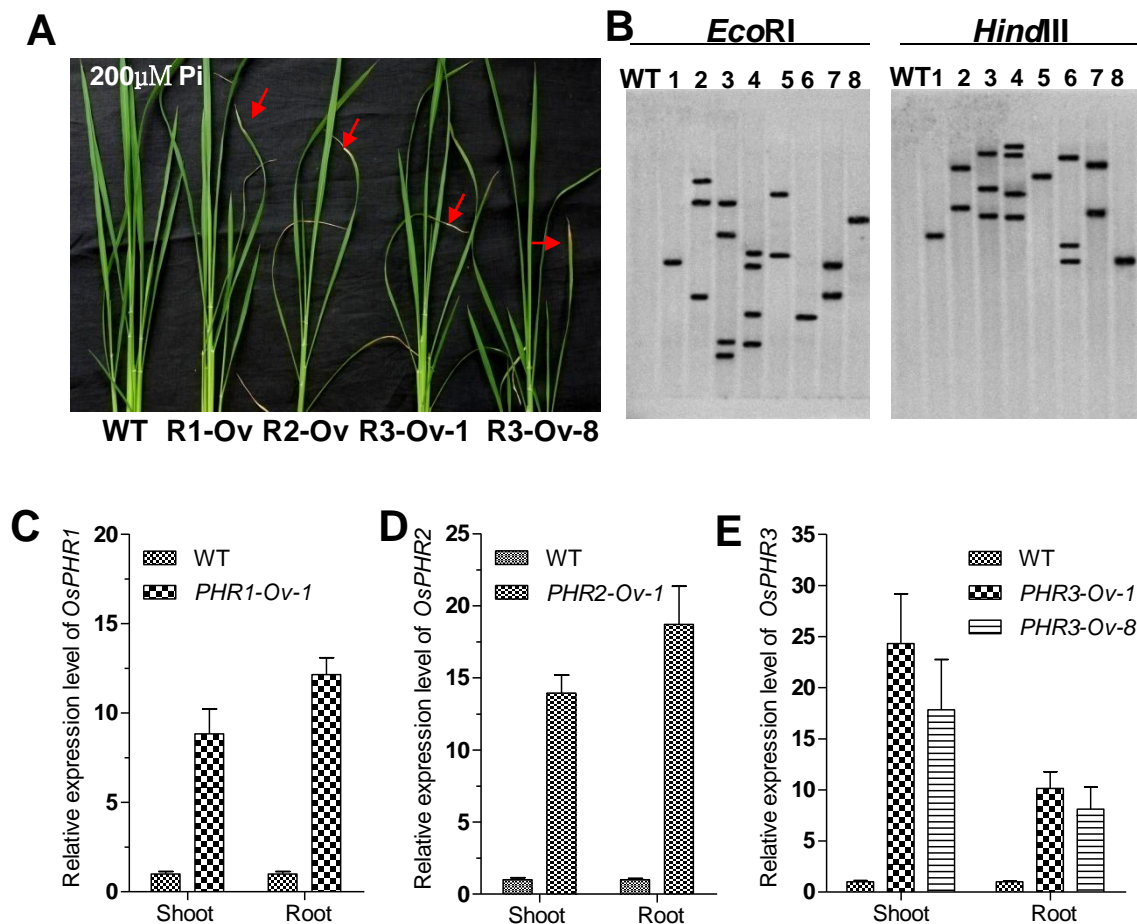 A
200µM Pi
WT R1-Ov R2-Ov R3-Ov-1 R3-Ov-8
B
EcoRI
HindIII
WT 1 2 3 4 5 6 7 8
WT 1 2 3 4 5 6 7 8
C
Relative expression level of OsPHR1
20
15
10
5
0
WT
PHR1-Ov-1
Shoot Root
D
Relative expression level of OsPHR2
25
20
15
10
5
0
WT
PHR2-Ov-1
Shoot Root
E
Relative expression level of OsPHR3
35
30
25
20
15
10
5
0
WT
PHR3-Ov-1
PHR3-Ov-8
Shoot Root